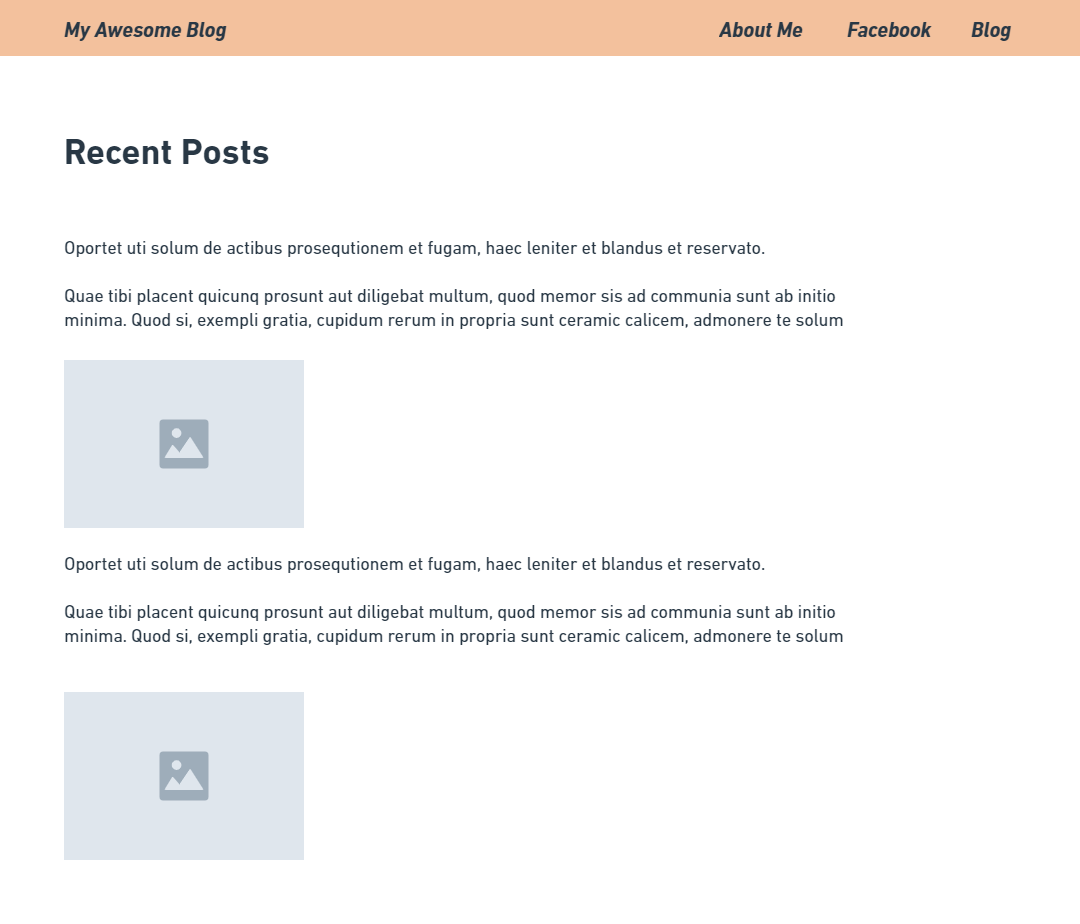 My Awesome Blog
About Me
Facebook
Blog
Recent Posts
Oportet uti solum de actibus prosequtionem et fugam, haec leniter et blandus et reservato.
Quae tibi placent quicunq prosunt aut diligebat multum, quod memor sis ad communia sunt ab initio
minima. Quod si, exempli gratia, cupidum rerum in propria sunt ceramic calicem, admonere te solum
Oportet uti solum de actibus prosequtionem et fugam, haec leniter et blandus et reservato.
Quae tibi placent quicunq prosunt aut diligebat multum, quod memor sis ad communia sunt ab initio
minima. Quod si, exempli gratia, cupidum rerum in propria sunt ceramic calicem, admonere te solum